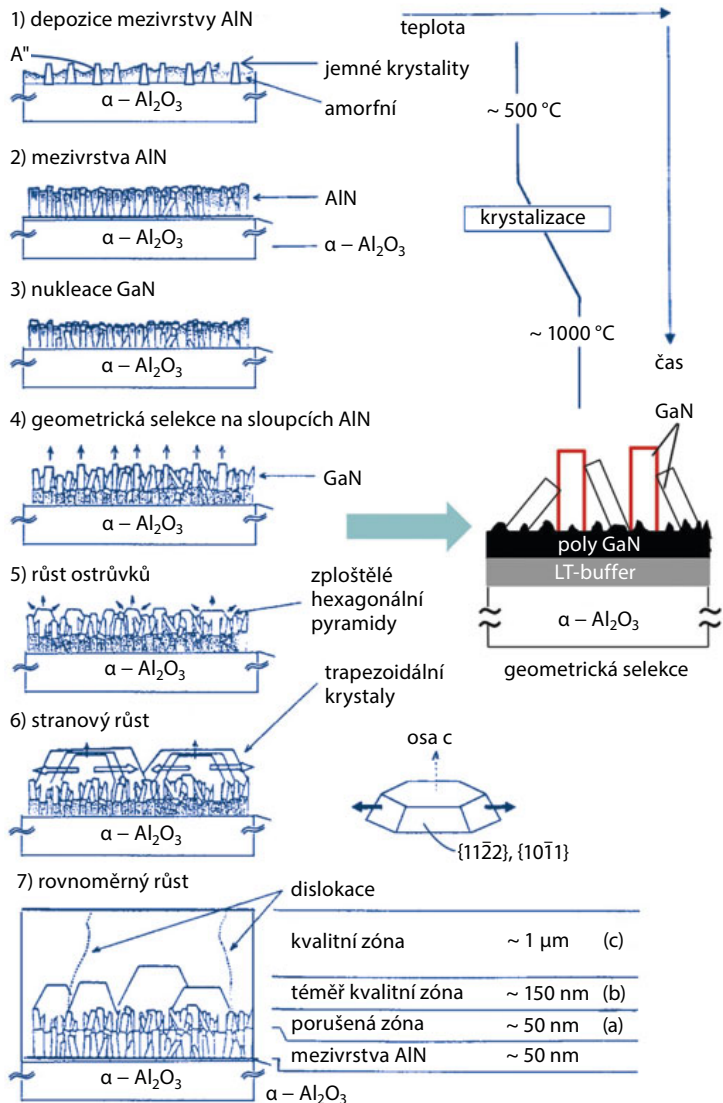 1) depozice mezivrstvy AlN
teplota
A"
jemné krystality
amorfní
α – Al₂O₃
~ 500 °C
2) mezivrstva AlN
AlN
α – Al₂O₃
α – Al₂O₃
krystalizace
3) nukleace GaN
α – Al₂O₃
~ 1000 °C
čas
4) geometrická selekce na sloupcích AlN
GaN
α – Al₂O₃
GaN
poly GaN
LT-buffer
α – Al₂O₃
geometrická selekce
5) růst ostrůvků
zploštělé
hexagonální
pyramidy
α – Al₂O₃
trapezoidální
krystaly
6) stranový růst
α – Al₂O₃
osa c
{112̄2}, {101̄1}
7) rovnoměrný růst
dislokace
kvalitní zóna ~ 1 µm (c)
téměř kvalitní zóna ~ 150 nm (b)
porušená zóna ~ 50 nm (a)
mezivrstva AlN ~ 50 nm
α – Al₂O₃
α – Al₂O₃